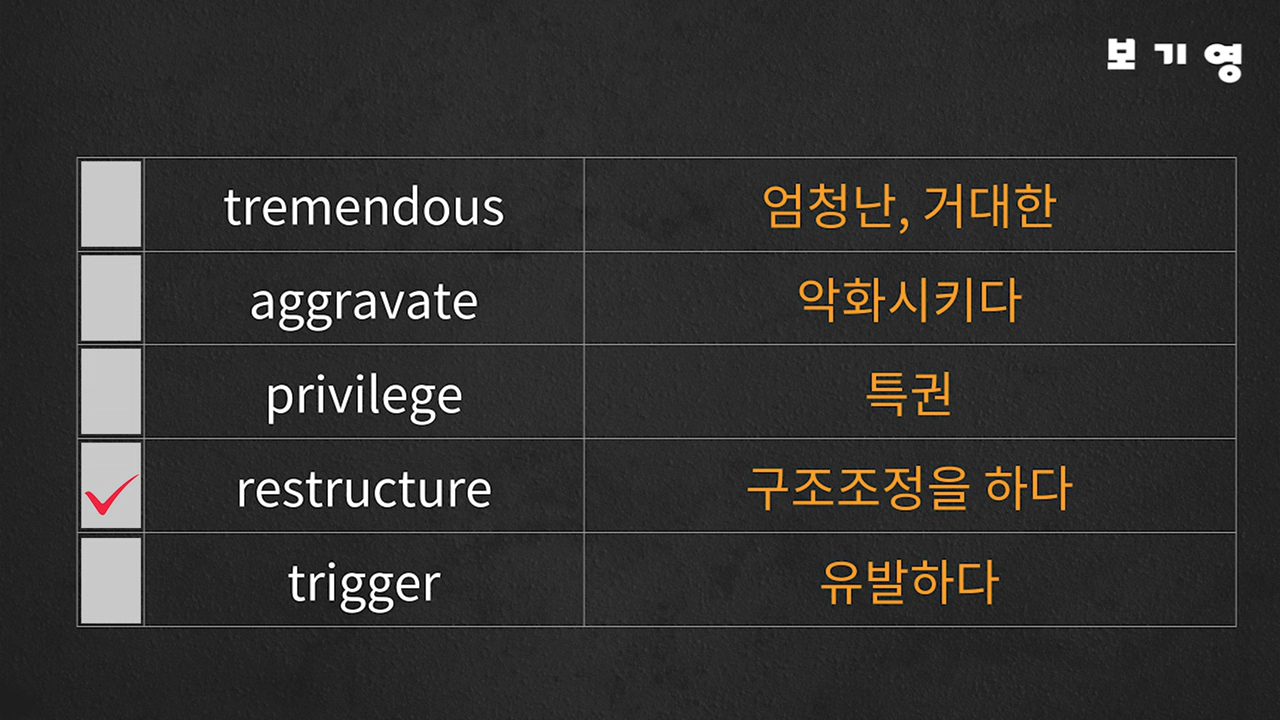 보기영
tremendous 엄청난, 거대한
aggravate 악화시키다
privilege 특권
restructure 구조조정을 하다
trigger 유발하다